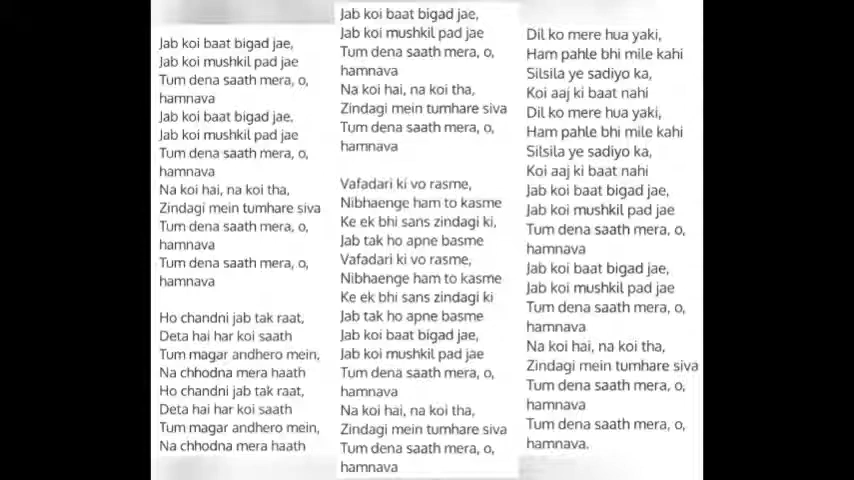 Jab koi baat bigad jae,
Jab koi mushkil pad jae
Tum dena saath mera, o,
hamnava
Jab koi baat bigad jae,
Jab koi mushkil pad jae
Tum dena saath mera, o,
hamnava
Na koi hai, na koi tha,
Zindagi mein tumhare siva
Tum dena saath mera, o,
hamnava
Tum dena saath mera, o,
hamnava
Ho chandni jab tak raat,
Deta hai har koi saath
Tum magar andhero mein,
Na chhodna mera haath
Ho chandni jab tak raat,
Deta hai har koi saath
Tum magar andhero mein,
Na chhodna mera haath
Jab koi baat bigad jae,
Jab koi mushkil pad jae
Tum dena saath mera, o,
hamnava
Na koi hai, na koi tha,
Zindagi mein tumhare siva
Tum dena saath mera, o,
hamnava
Vafadari ki vo rasme,
Nibhaenge ham to kasme
Ke ek bhi sans zindagi ki,
Jab tak ho apne basme
Vafadari ki vo rasme,
Nibhaenge ham to kasme
Ke ek bhi sans zindagi ki
Jab tak ho apne basme
Jab koi baat bigad jae,
Jab koi mushkil pad jae
Tum dena saath mera, o,
hamnava
Na koi hai, na koi tha,
Zindagi mein tumhare siva
Tum dena saath mera, o,
hamnava
Dil ko mere hua yaki,
Ham pahle bhi mile kahi
Silsila ye sadiyo ka,
Koi aaj ki baat nahi
Dil ko mere hua yaki,
Ham pahle bhi mile kahi
Silsila ye sadiyo ka,
Koi aaj ki baat nahi
Jab koi baat bigad jae,
Jab koi mushkil pad jae
Tum dena saath mera, o,
hamnava
Jab koi baat bigad jae,
Jab koi mushkil pad jae
Tum dena saath mera, o,
hamnava
Na koi hai, na koi tha,
Zindagi mein tumhare siva
Tum dena saath mera, o,
hamnava
Tum dena saath mera, o,
hamnava.